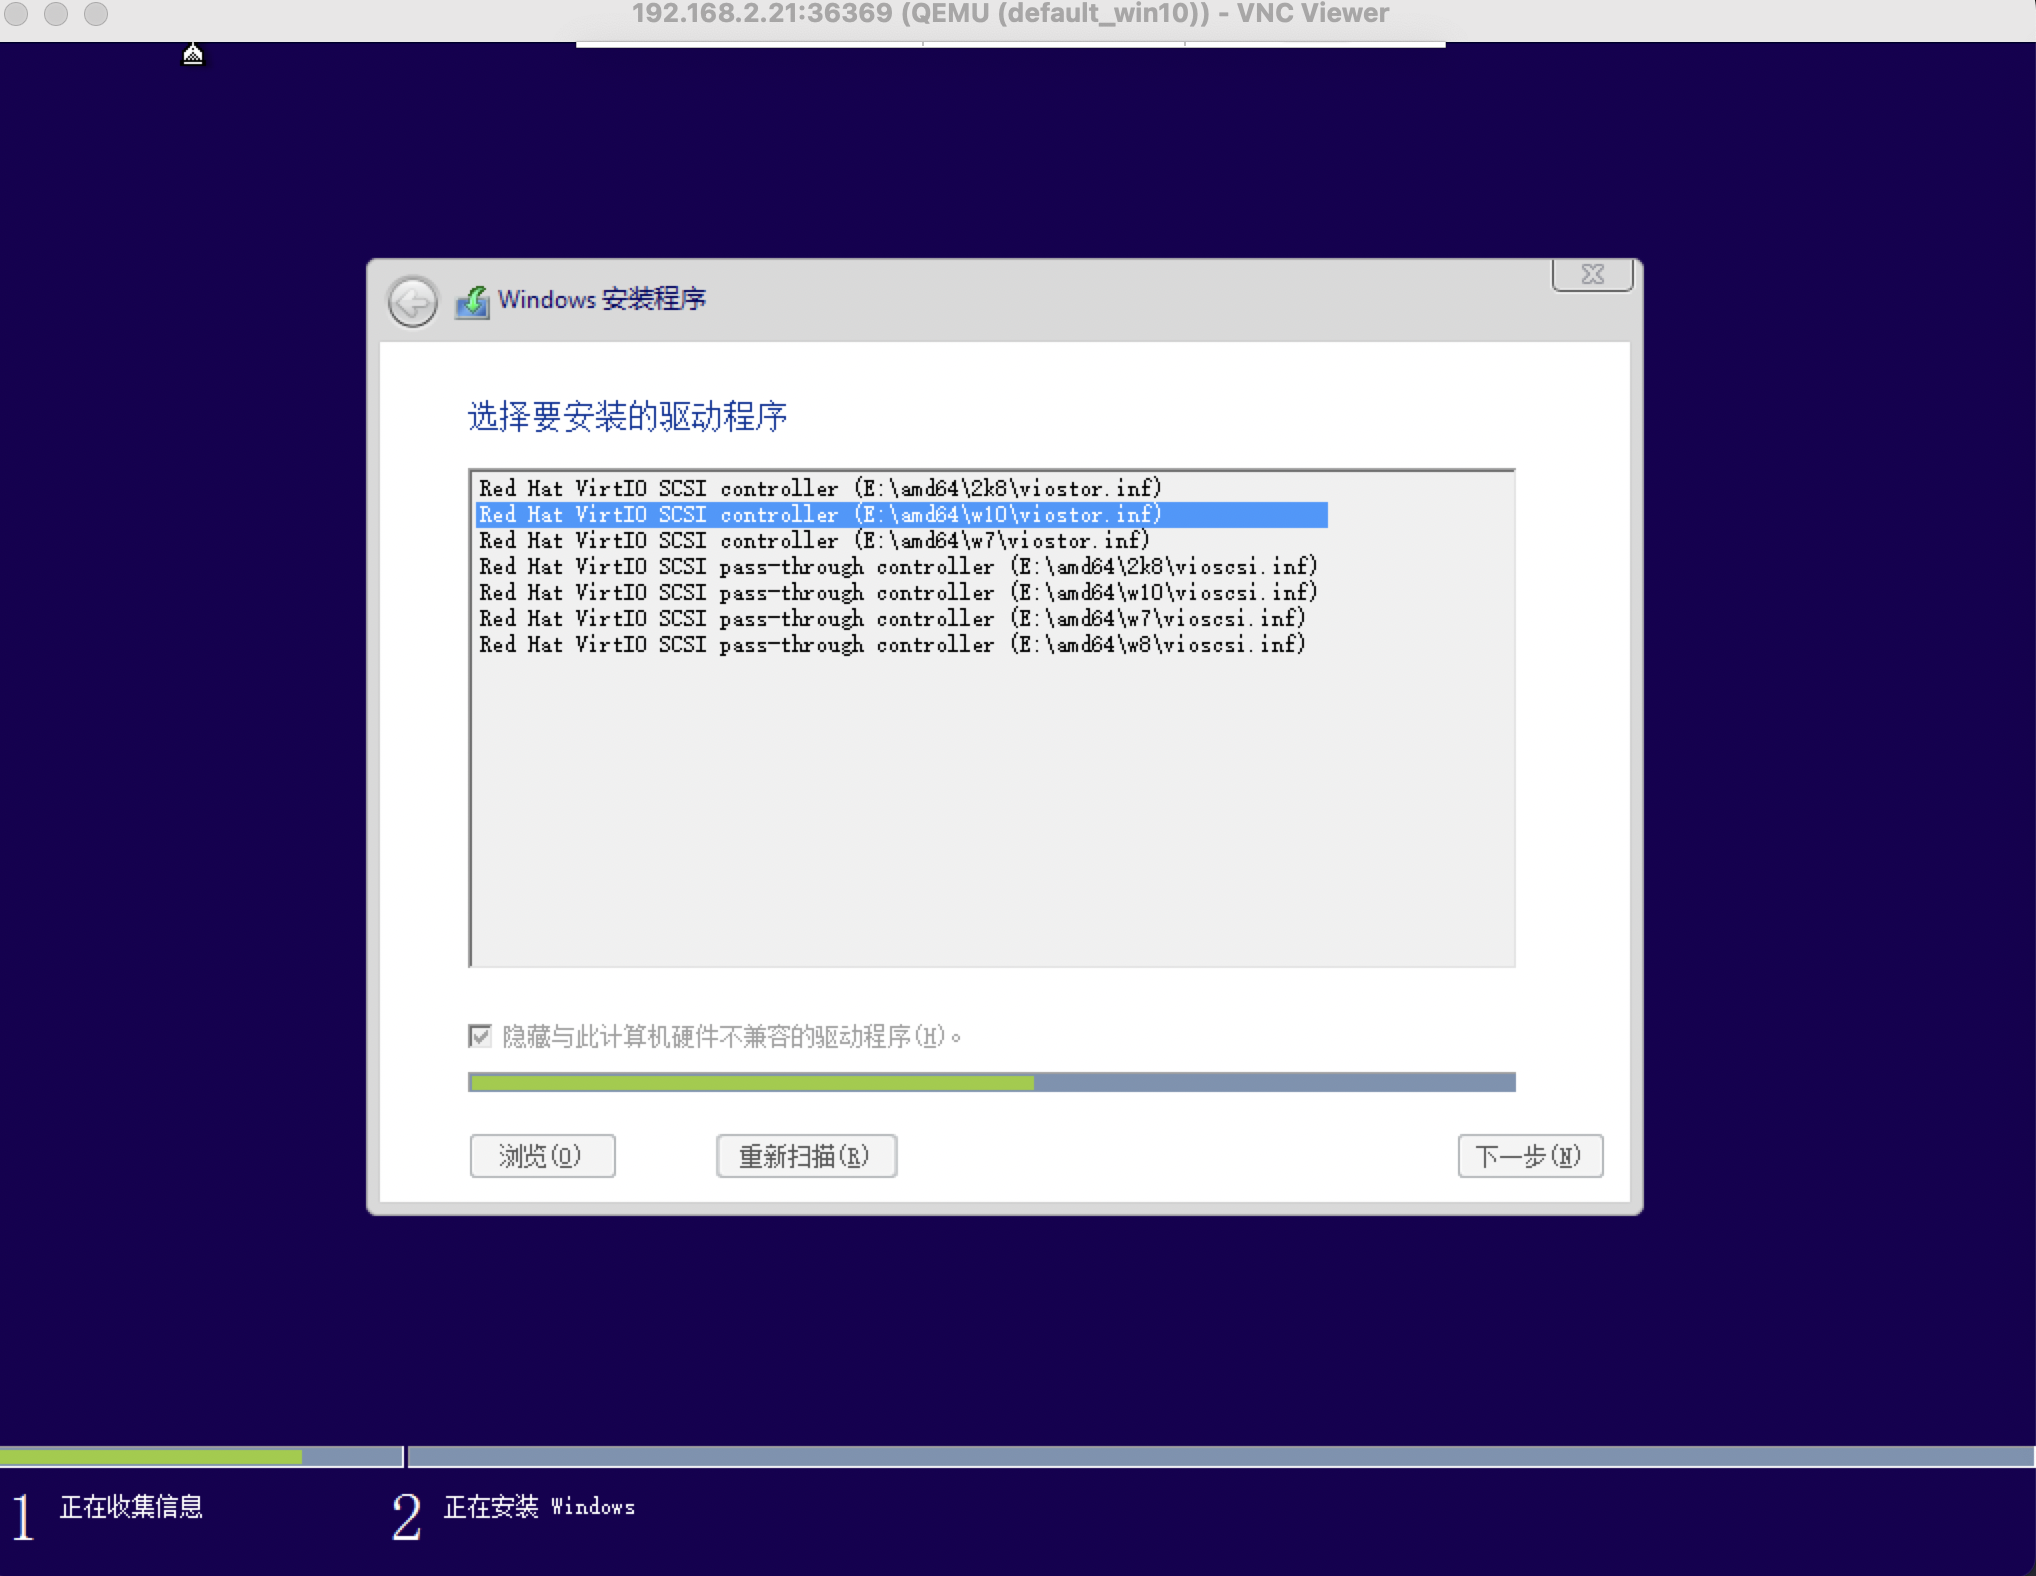 192.168.2.21:36369 (QEMU (default_win10)) - VNC Viewer
Windows 安装程序
选择要安装的驱动程序
Red Hat VirtIO SCSI controller (E:\amd64\2k8\viostor.inf)
Red Hat VirtIO SCSI controller (E:\amd64\w10\viostor.inf)
Red Hat VirtIO SCSI controller (E:\amd64\w7\viostor.inf)
Red Hat VirtIO SCSI pass-through controller (E:\amd64\2k8\vioscsi.inf)
Red Hat VirtIO SCSI pass-through controller (E:\amd64\w10\vioscsi.inf)
Red Hat VirtIO SCSI pass-through controller (E:\amd64\w7\vioscsi.inf)
Red Hat VirtIO SCSI pass-through controller (E:\amd64\w8\vioscsi.inf)
隐藏与此计算机硬件不兼容的驱动程序(H)。
浏览(O) 重新扫描(R) 下一步(N)
1 正在收集信息 2 正在安装 Windows